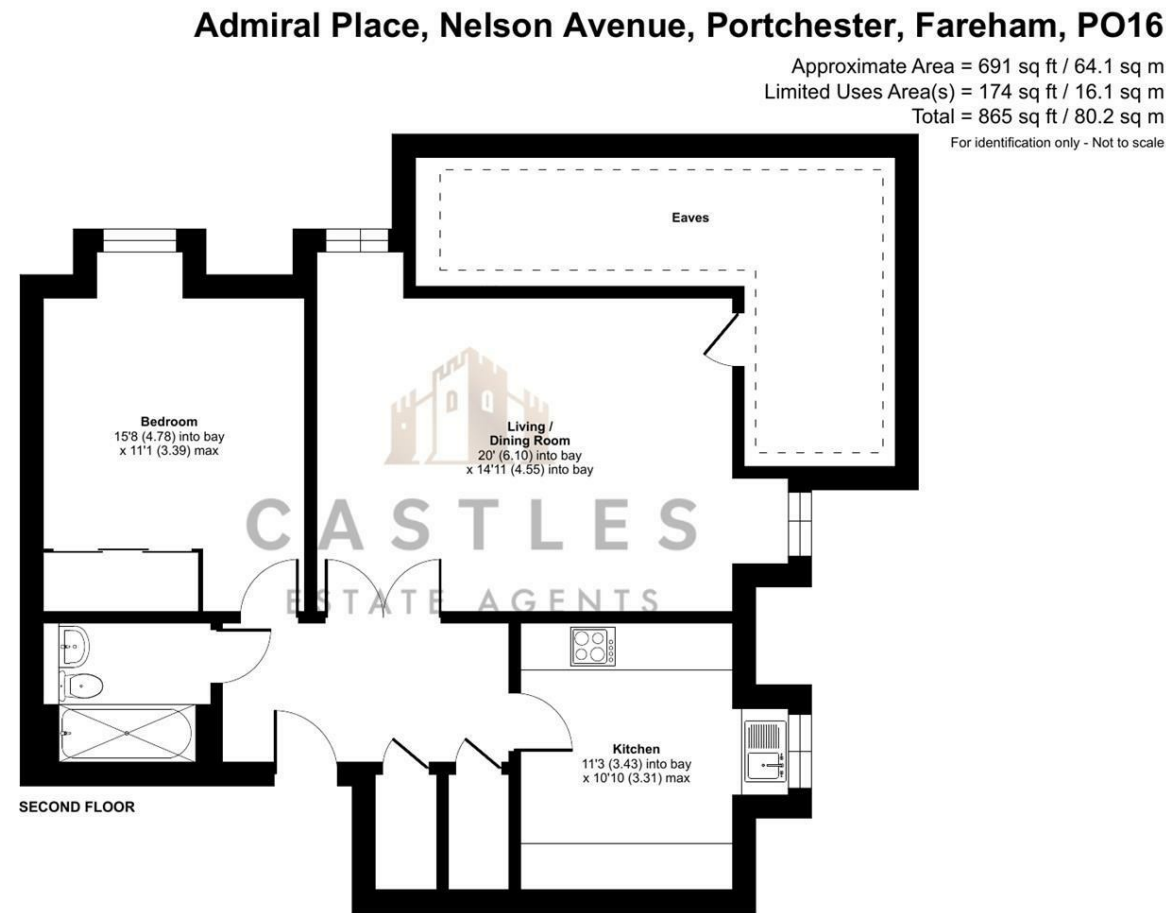 Admiral Place, Nelson Avenue, Portchester, Fareham, PO16
Approximate Area = 691 sq ft / 64.1 sq m
Limited Uses Area(s) = 174 sq ft / 16.1 sq m
Total = 865 sq ft / 80.2 sq m
For identification only - Not to scale
Eaves
Bedroom
15'8 (4.78) into bay
x 11'1 (3.39) max
Living /
Dining Room
20' (6.10) into bay
x 14'11 (4.55) into bay
CASTLES
ESTATE AGENTS
Kitchen
11'3 (3.43) into bay
x 10'10 (3.31) max
SECOND FLOOR